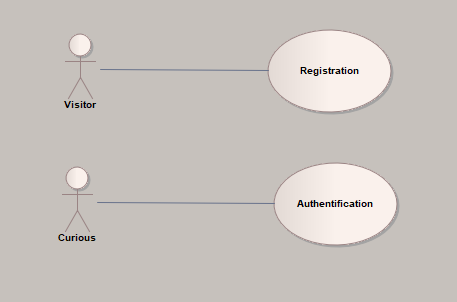 Registration
Visitor
Authentification
Curious